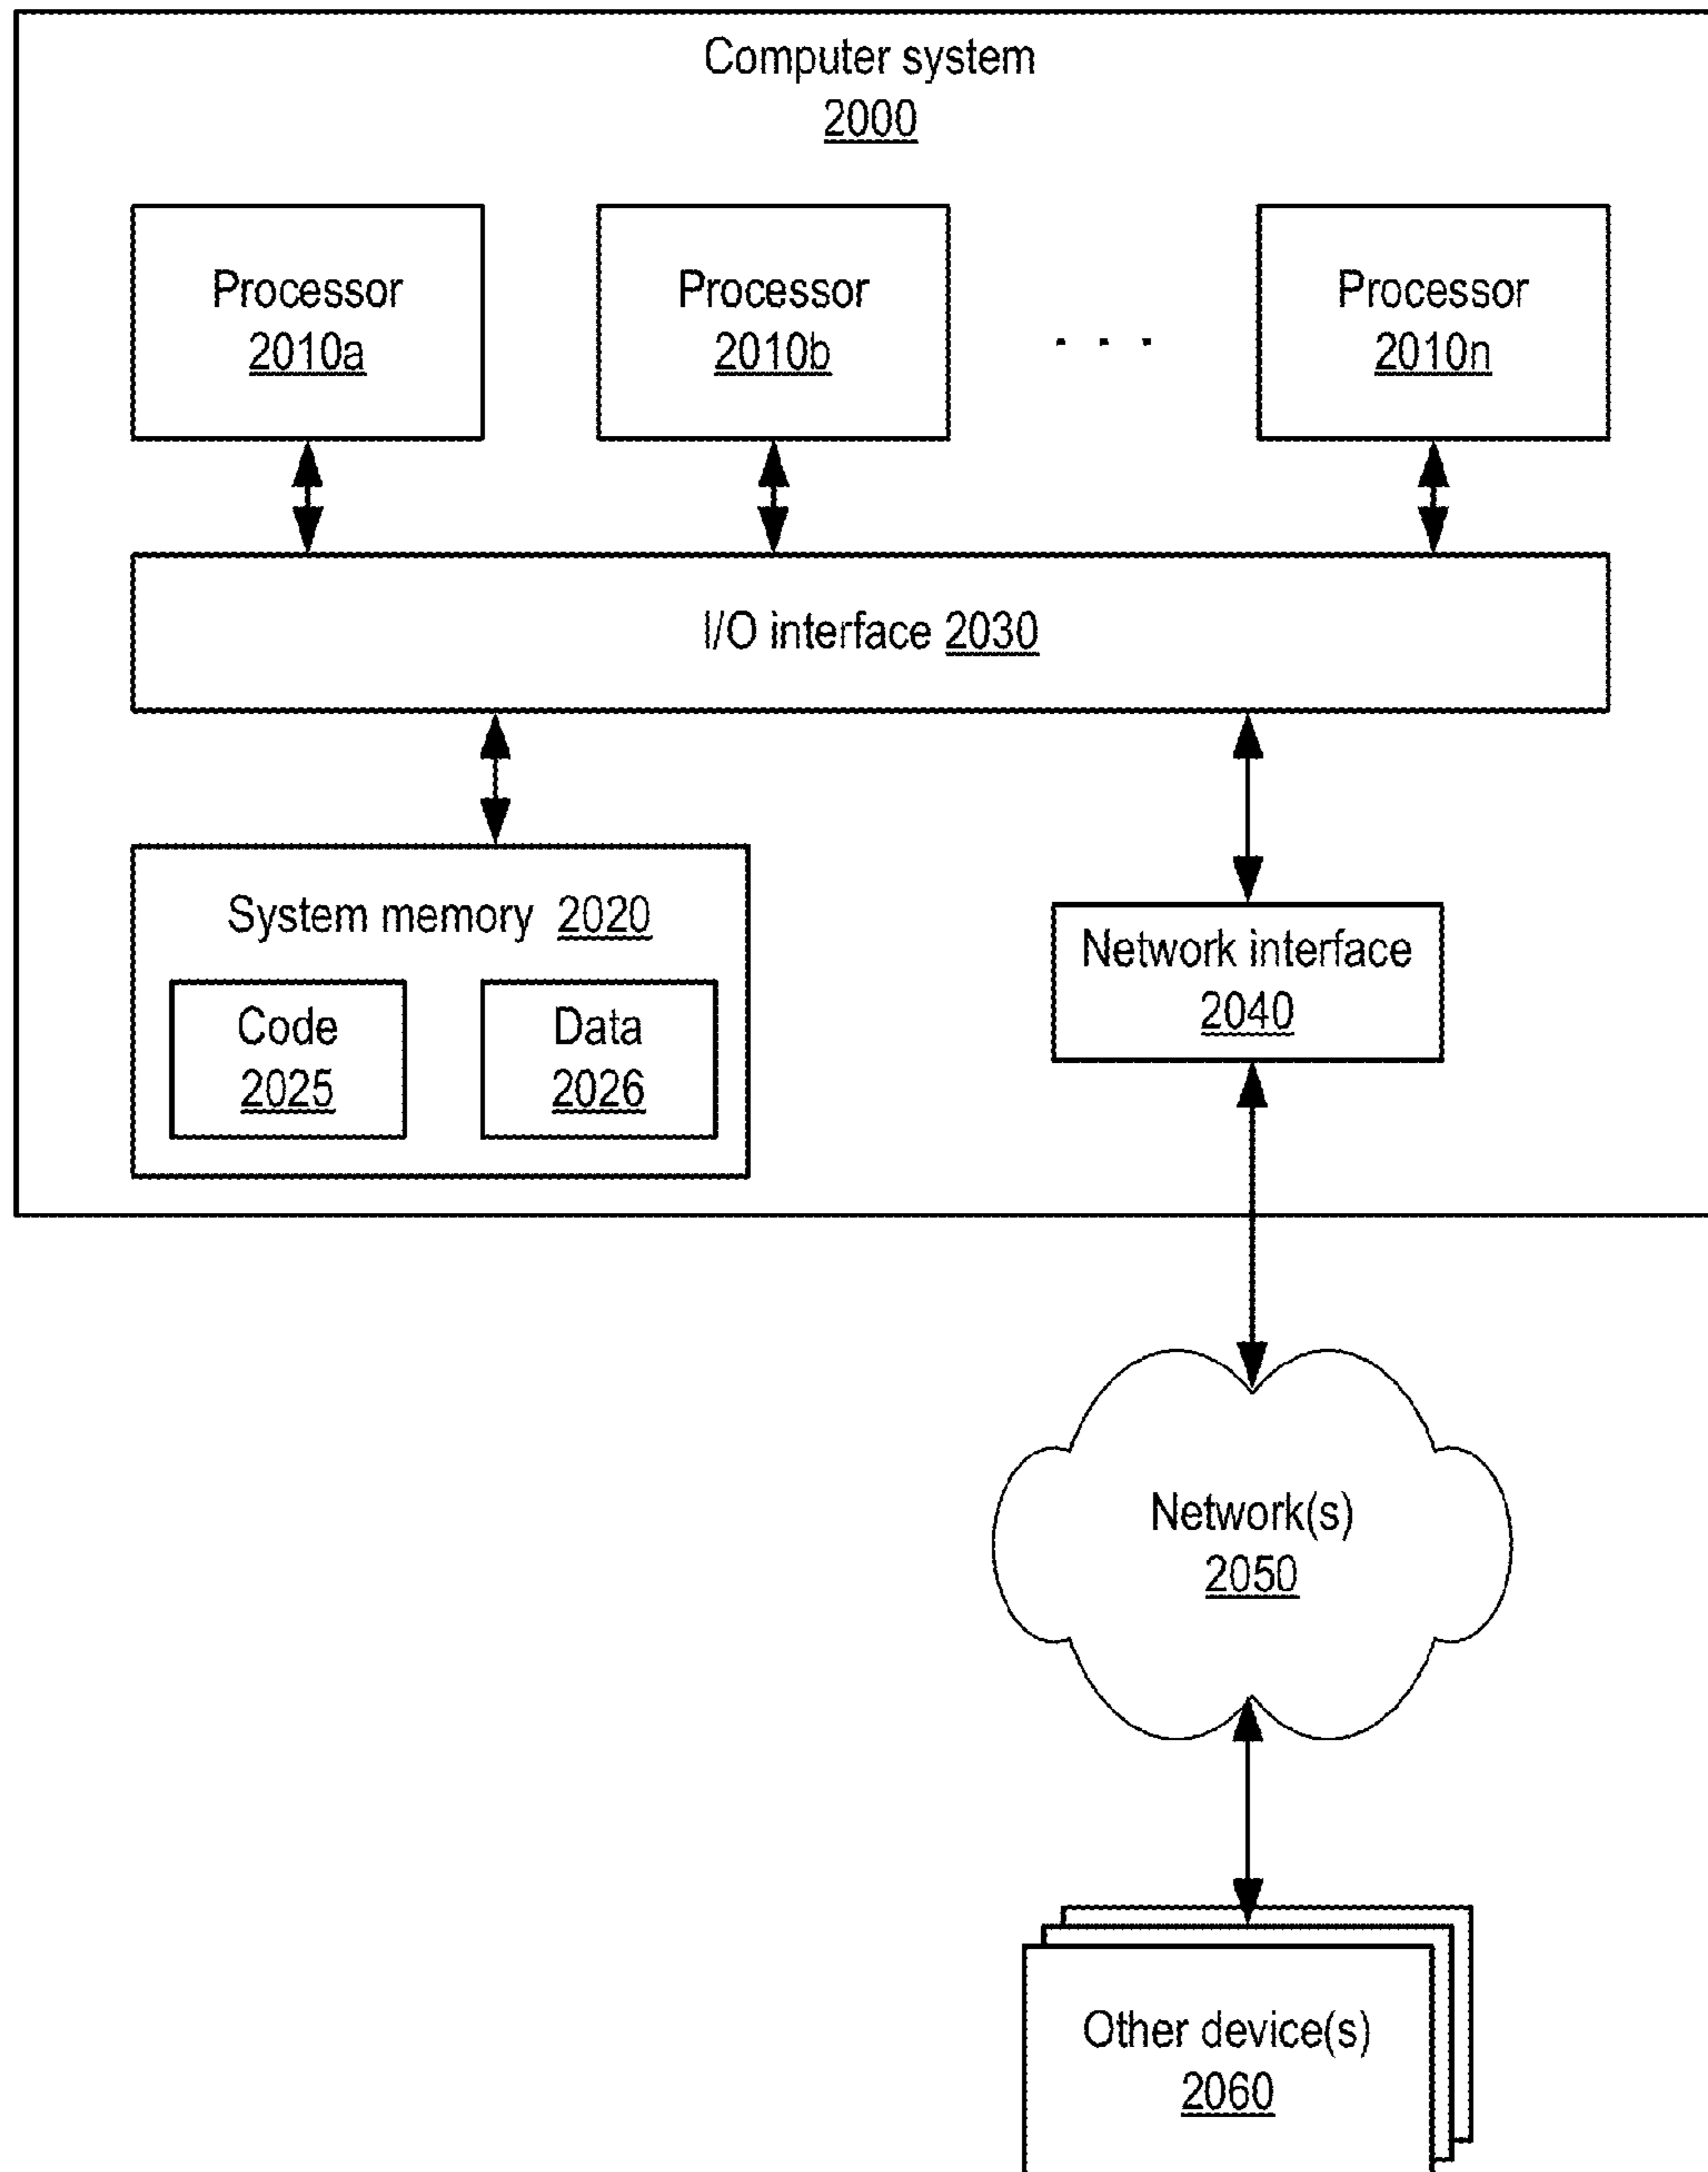 Computer system
2000
Processor
2010a
Processor
2010b
. . .
Processor
2010n
I/O interface 2030
System memory 2020
Code
2025
Data
2026
Network interface
2040
Network(s)
2050
Other device(s)
2060